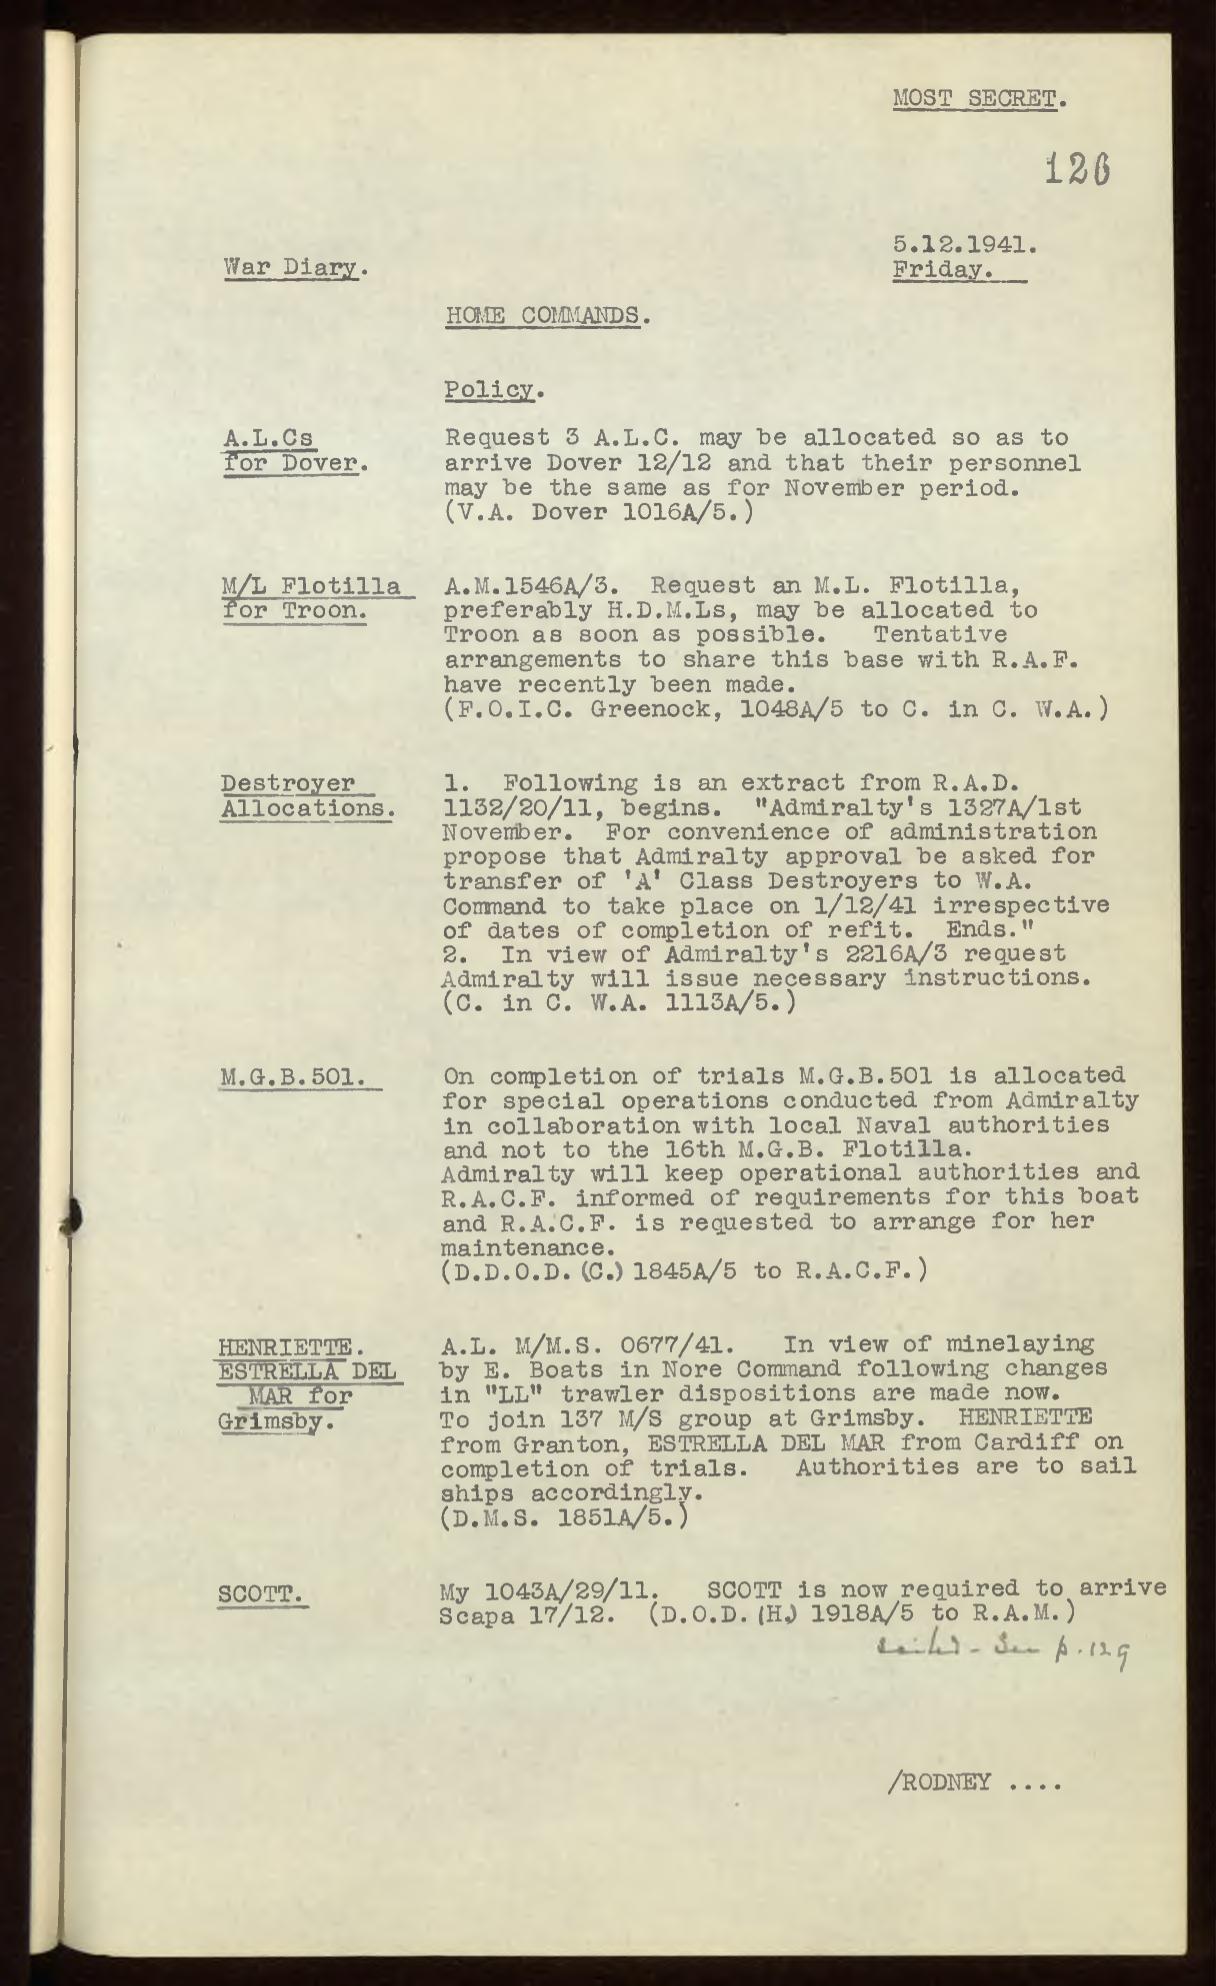 MOST SECRET.
126
5.12.1941.
War Diary.
Friday.
HOME COMMANDS.
Policy.
A.L.Cs
for Dover.
Request 3 A.L.C. may be allocated so as to
arrive Dover 12/12 and that their personnel
may be the same as for November period.
(V.A. Dover 1016A/5.)
M/L Flotilla
for Troon.
A.M.1546A/3. Request an M.L. Flotilla,
preferably H.D.M.Ls, may be allocated to
Troon as soon as possible. Tentative
arrangements to share this base with R.A.F.
have recently been made.
(F.O.I.C. Greenock, 1048A/5 to C. in C. W.A.)
Destroyer
Allocations.
1. Following is an extract from R.A.D.
1132/20/11, begins. "Admiralty's 1327A/1st
November. For convenience of administration
propose that Admiralty approval be asked for
transfer of 'A' Class Destroyers to W.A.
Command to take place on 1/12/41 irrespective
of dates of completion of refit. Ends."
2. In view of Admiralty's 2216A/3 request
Admiralty will issue necessary instructions.
(C. in C. W.A. 1113A/5.)
M.G.B.501.
On completion of trials M.G.B.501 is allocated
for special operations conducted from Admiralty
in collaboration with local Naval authorities
and not to the 16th M.G.B. Flotilla.
Admiralty will keep operational authorities and
R.A.C.F. informed of requirements for this boat
and R.A.C.F. is requested to arrange for her
maintenance.
(D.D.O.D.(C.) 1845A/5 to R.A.C.F.)
HENRIETTE.
ESTRELLA DEL
MAR for
Grimsby.
A.L. M/M.S. 0677/41. In view of minelaying
by E. Boats in Nore Command following changes
in "LL" trawler dispositions are made now.
To join 137 M/S group at Grimsby. HENRIETTE
from Granton, ESTRELLA DEL MAR from Cardiff on
completion of trials. Authorities are to sail
ships accordingly.
(D.M.S. 1851A/5.)
SCOTT.
My 1043A/29/11. SCOTT is now required to arrive
Scapa 17/12. (D.O.D.(H.) 1918A/5 to R.A.M.)
Sailed - See p. 129
/RODNEY ....